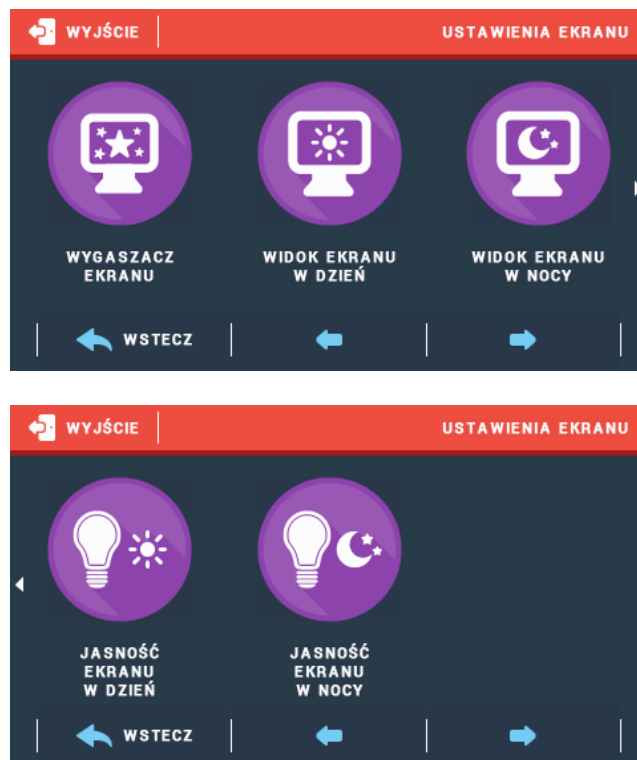 WYJŚCIE
USTAWIENIA EKRANU
WYGASZACZ
EKRANU
WIDOK EKRANU
W DZIEŃ
WIDOK EKRANU
W NOCY
WSTECZ
WYJŚCIE
USTAWIENIA EKRANU
JASNOŚĆ
EKRANU
W DZIEŃ
JASNOŚĆ
EKRANU
W NOCY
WSTECZ